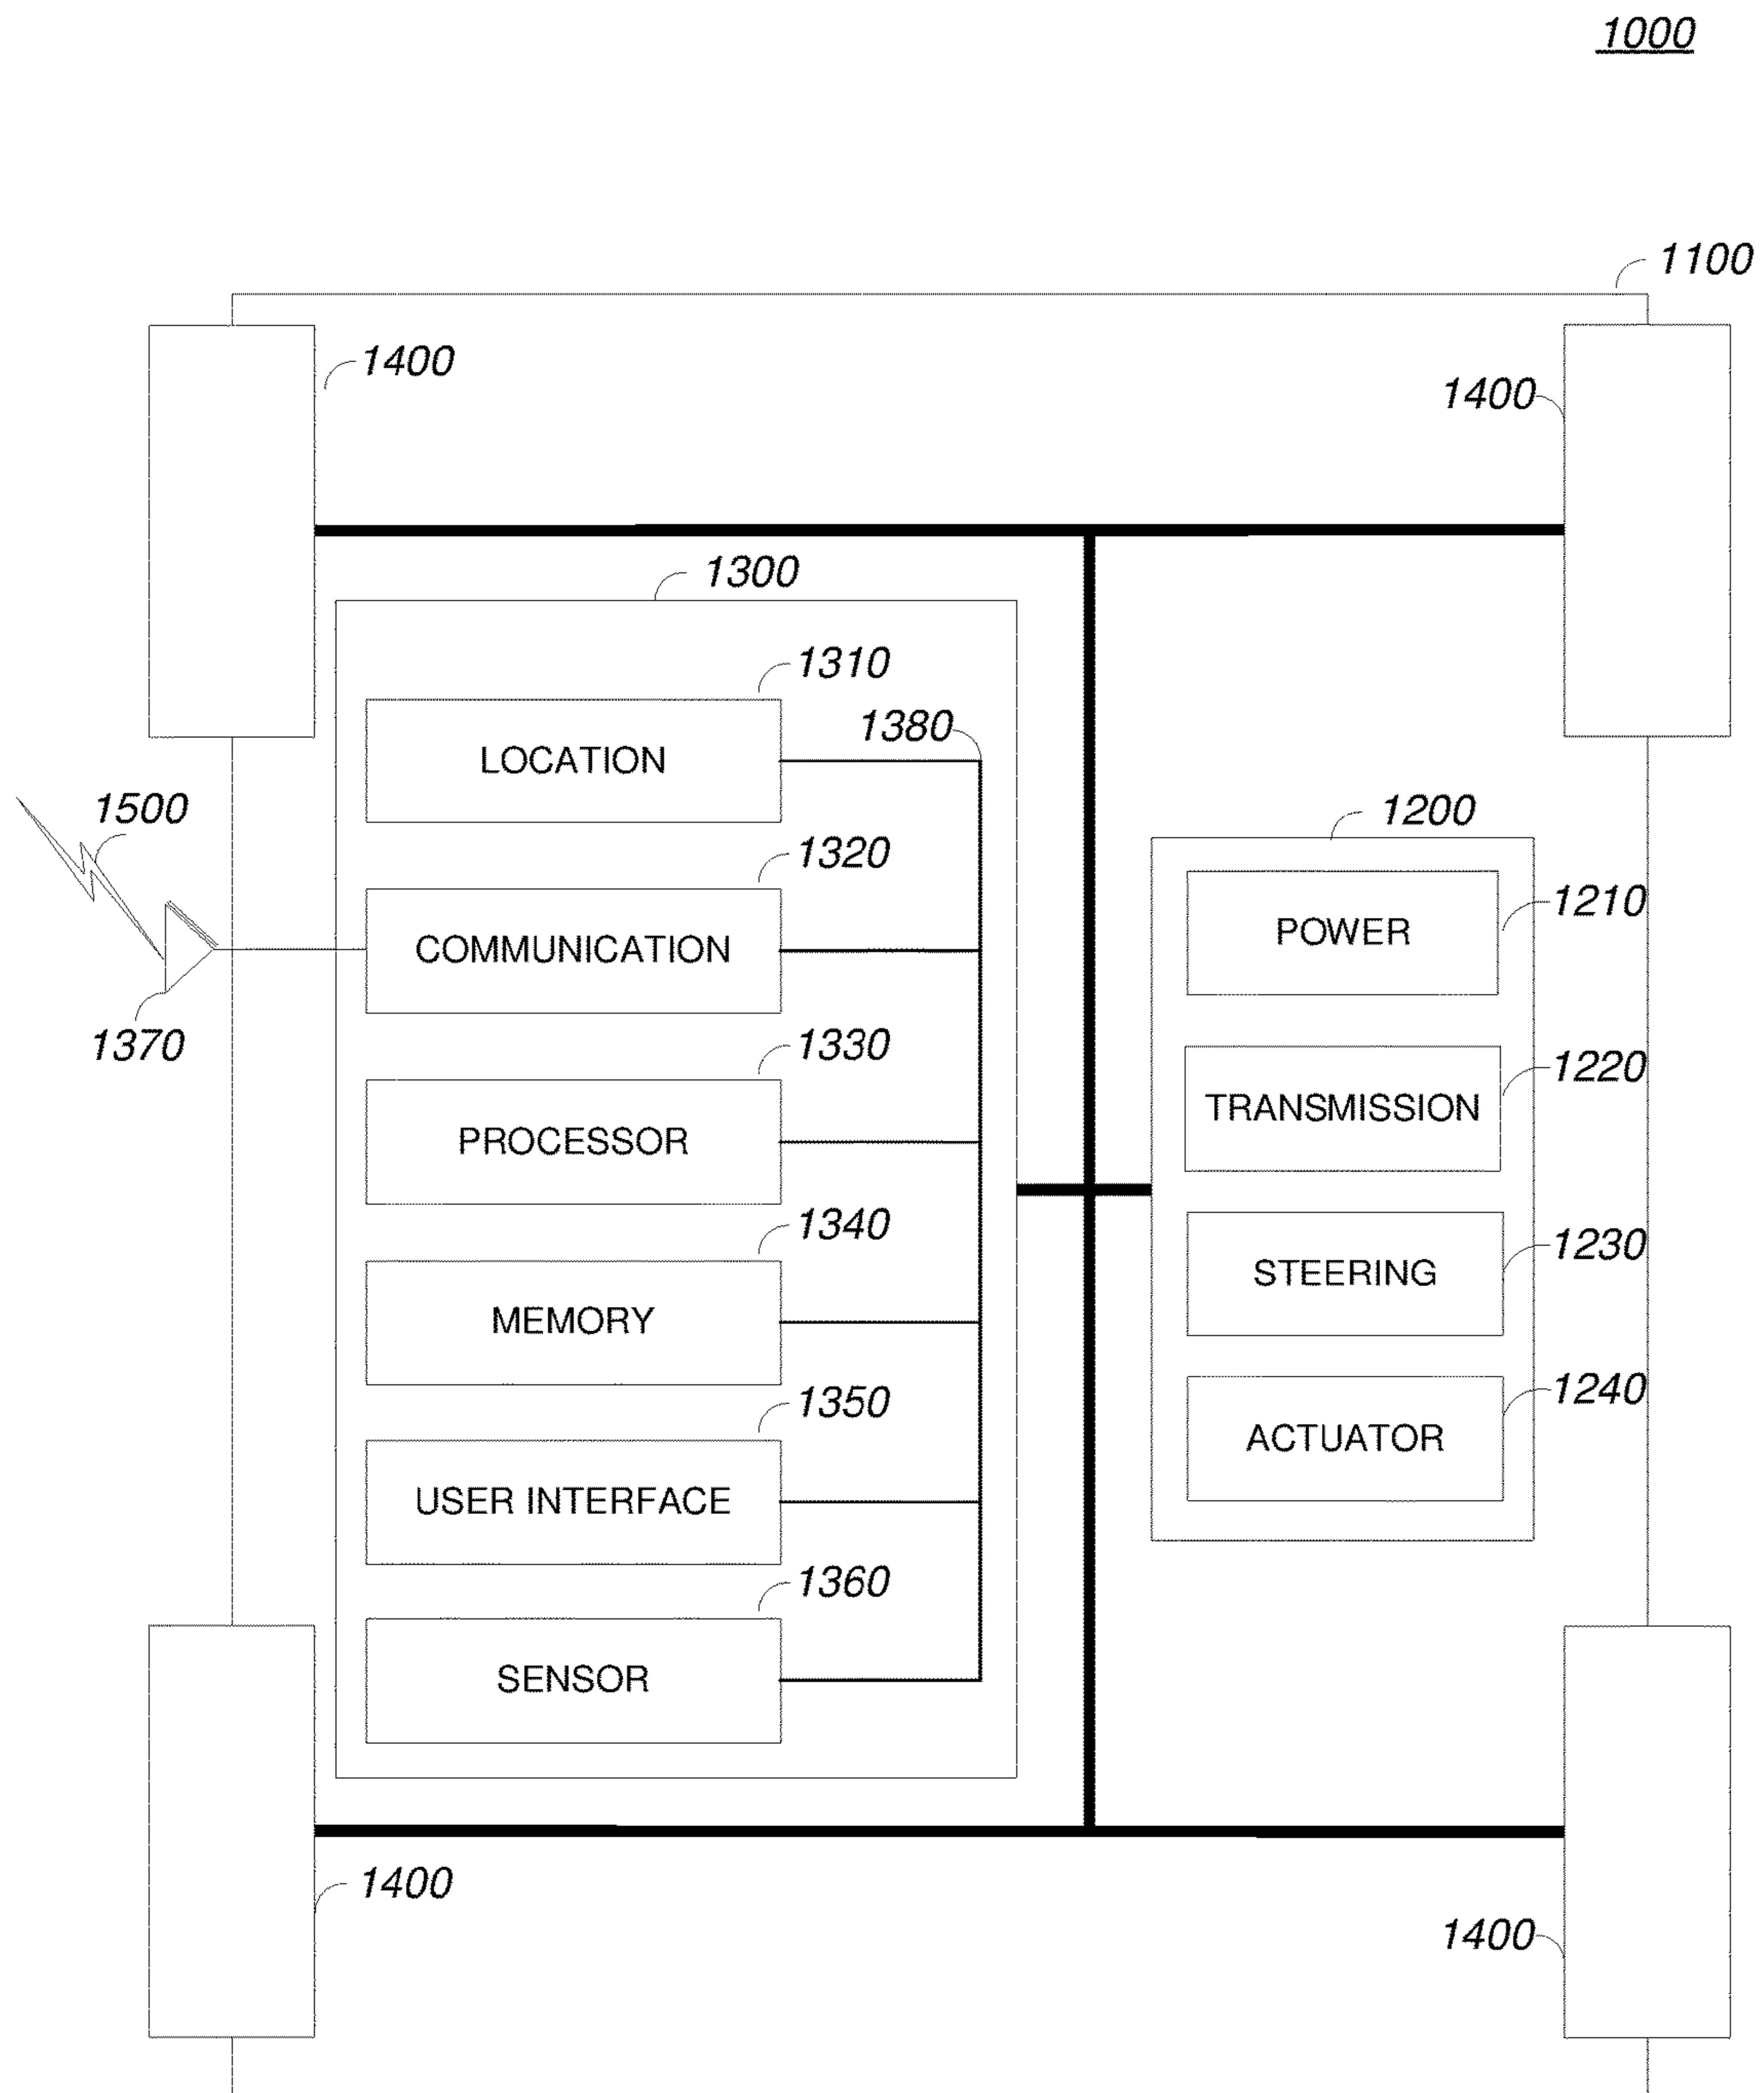 1000
1100
1400
1400
1300
1310
1380
LOCATION
1500
1200
1320
1210
POWER
COMMUNICATION
1370
1330
1220
TRANSMISSION
PROCESSOR
1340
1230
STEERING
MEMORY
1350
1240
ACTUATOR
USER INTERFACE
1360
SENSOR
1400
1400